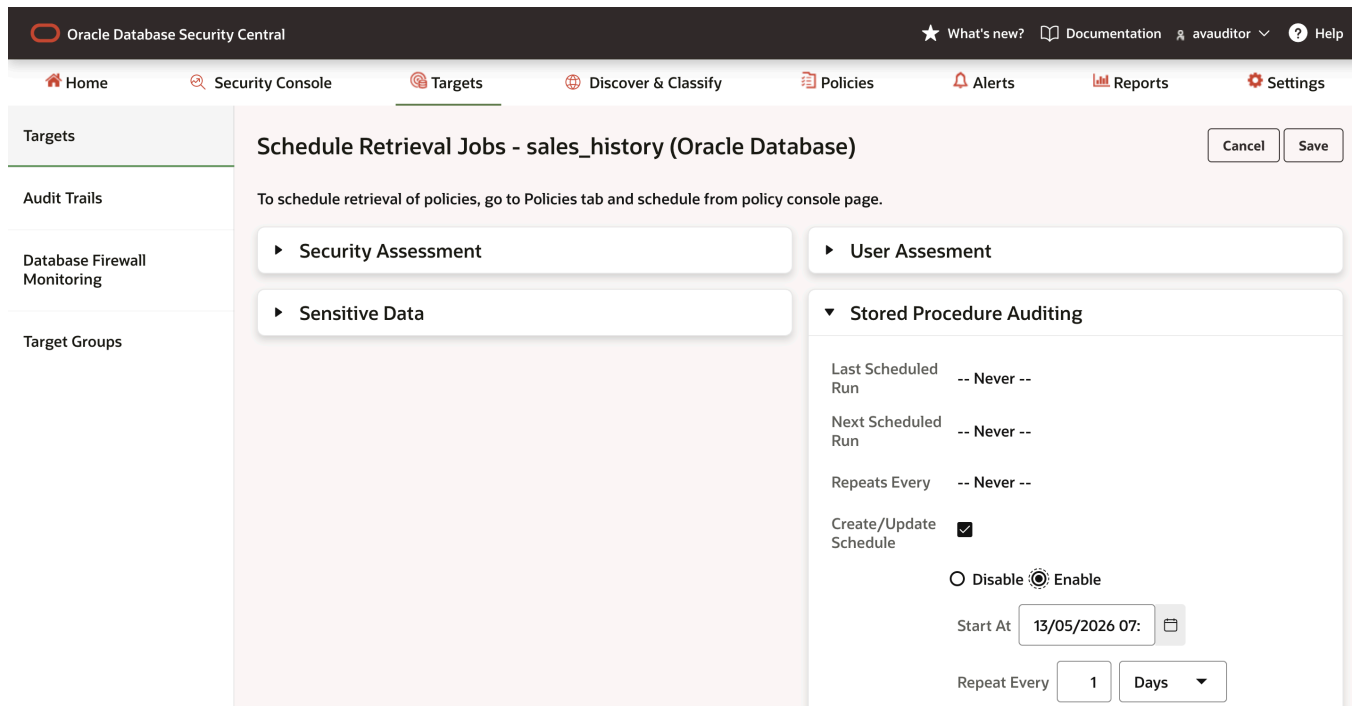 Oracle Database Security Central
What's new? Documentation avauditor Help
Home Security Console Targets Discover & Classify Policies Alerts Reports Settings
Targets
Audit Trails
Database Firewall
Monitoring
Target Groups
Schedule Retrieval Jobs - sales_history (Oracle Database)
Cancel Save
To schedule retrieval of policies, go to Policies tab and schedule from policy console page.
Security Assessment
User Assesment
Sensitive Data
Stored Procedure Auditing
Last Scheduled
Run
-- Never --
Next Scheduled
Run
-- Never --
Repeats Every -- Never --
Create/Update
Schedule
Disable Enable
Start At 13/05/2026 07:
Repeat Every 1 Days